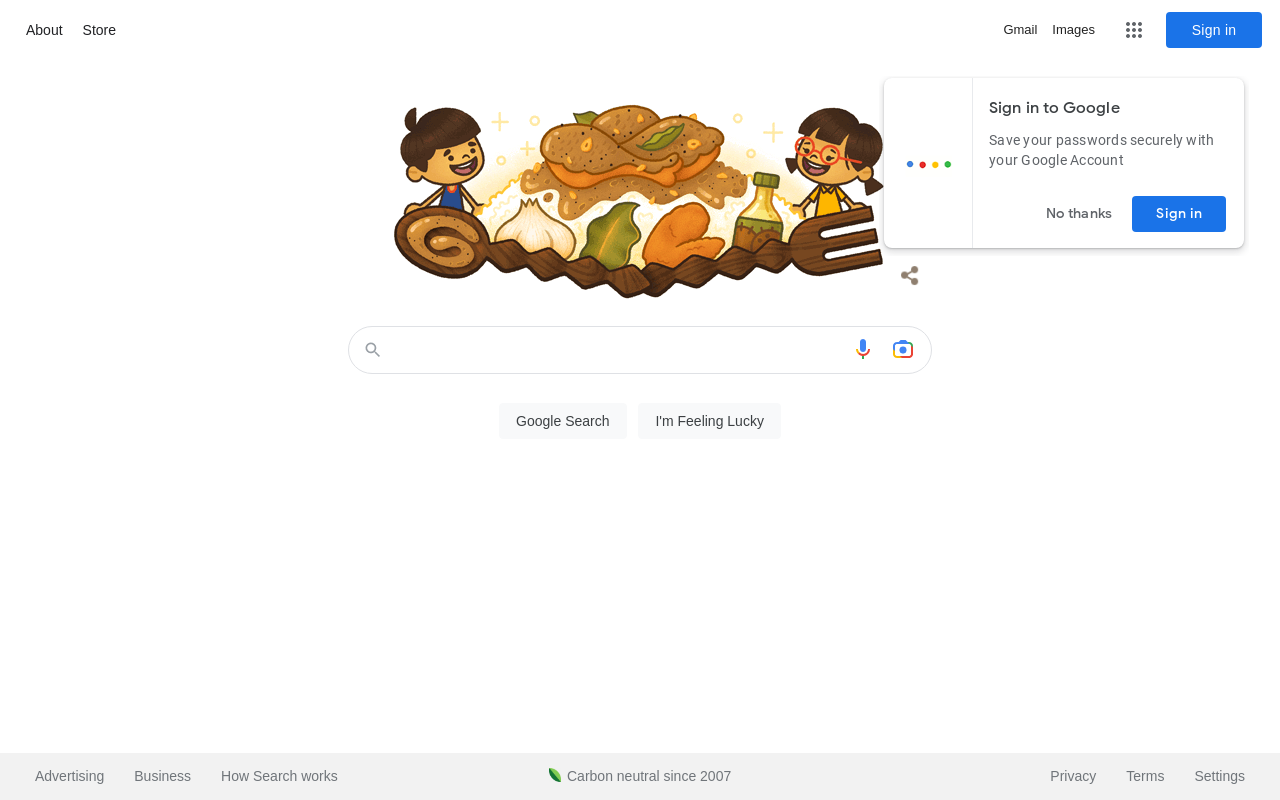 About
Store
Gmail
Images
Sign in
Sign in to Google
Save your passwords securely with
your Google Account
No thanks
Sign in
Google Search
I'm Feeling Lucky
Advertising
Business
How Search works
Carbon neutral since 2007
Privacy
Terms
Settings